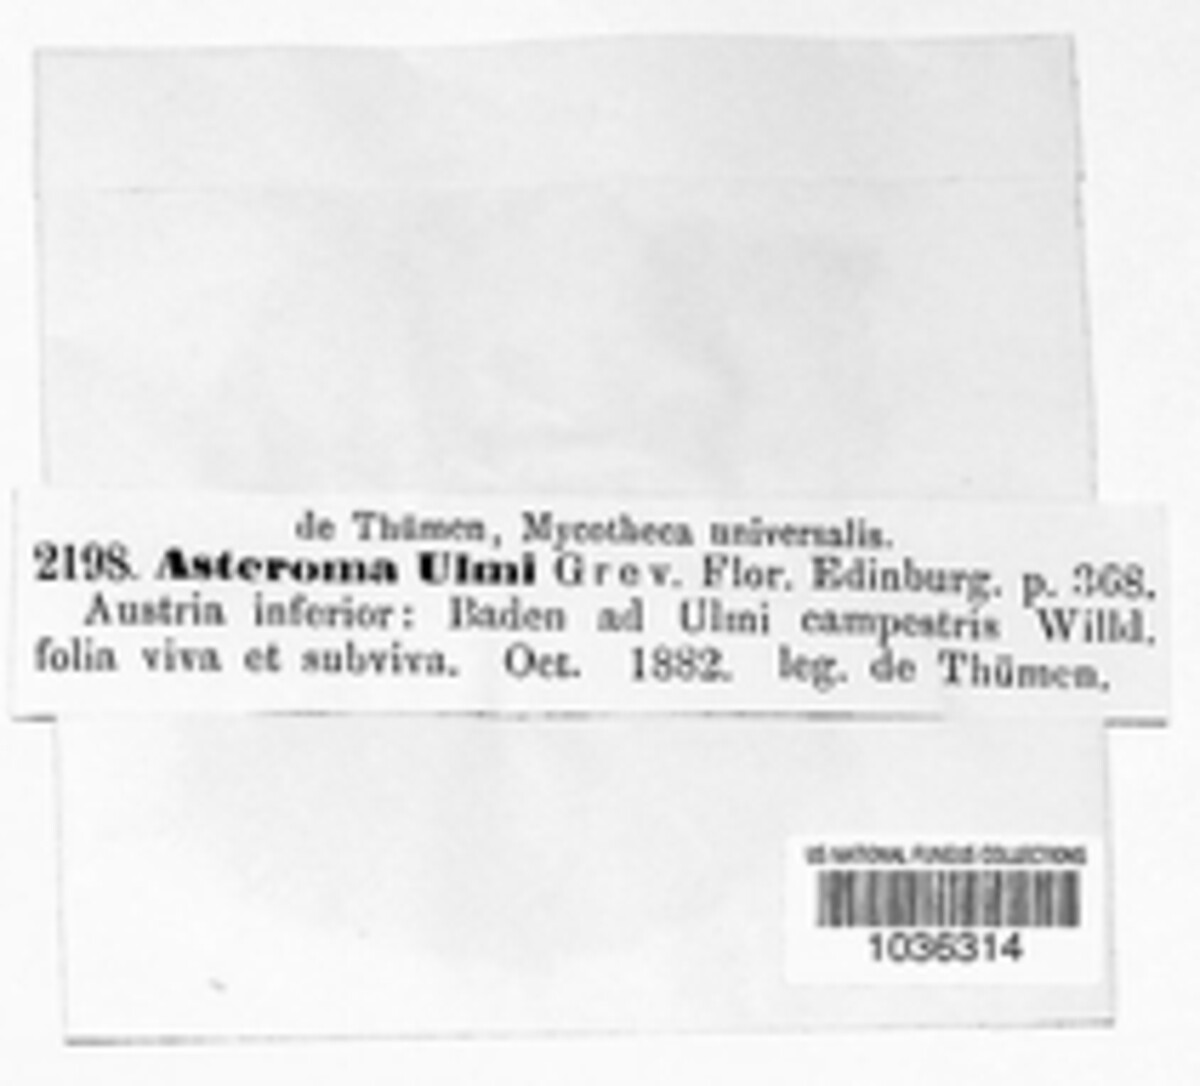 de Thümen, Mycotheca universalis.
2198. Asteroma Ulmi Grev. Flor. Edinburg. p. 368.
Austria inferior: Baden ad Ulmi campestris Willd.
folia viva et subviva. Oct. 1882. leg. de Thümen.
US NATIONAL FUNGUS COLLECTIONS
1036314